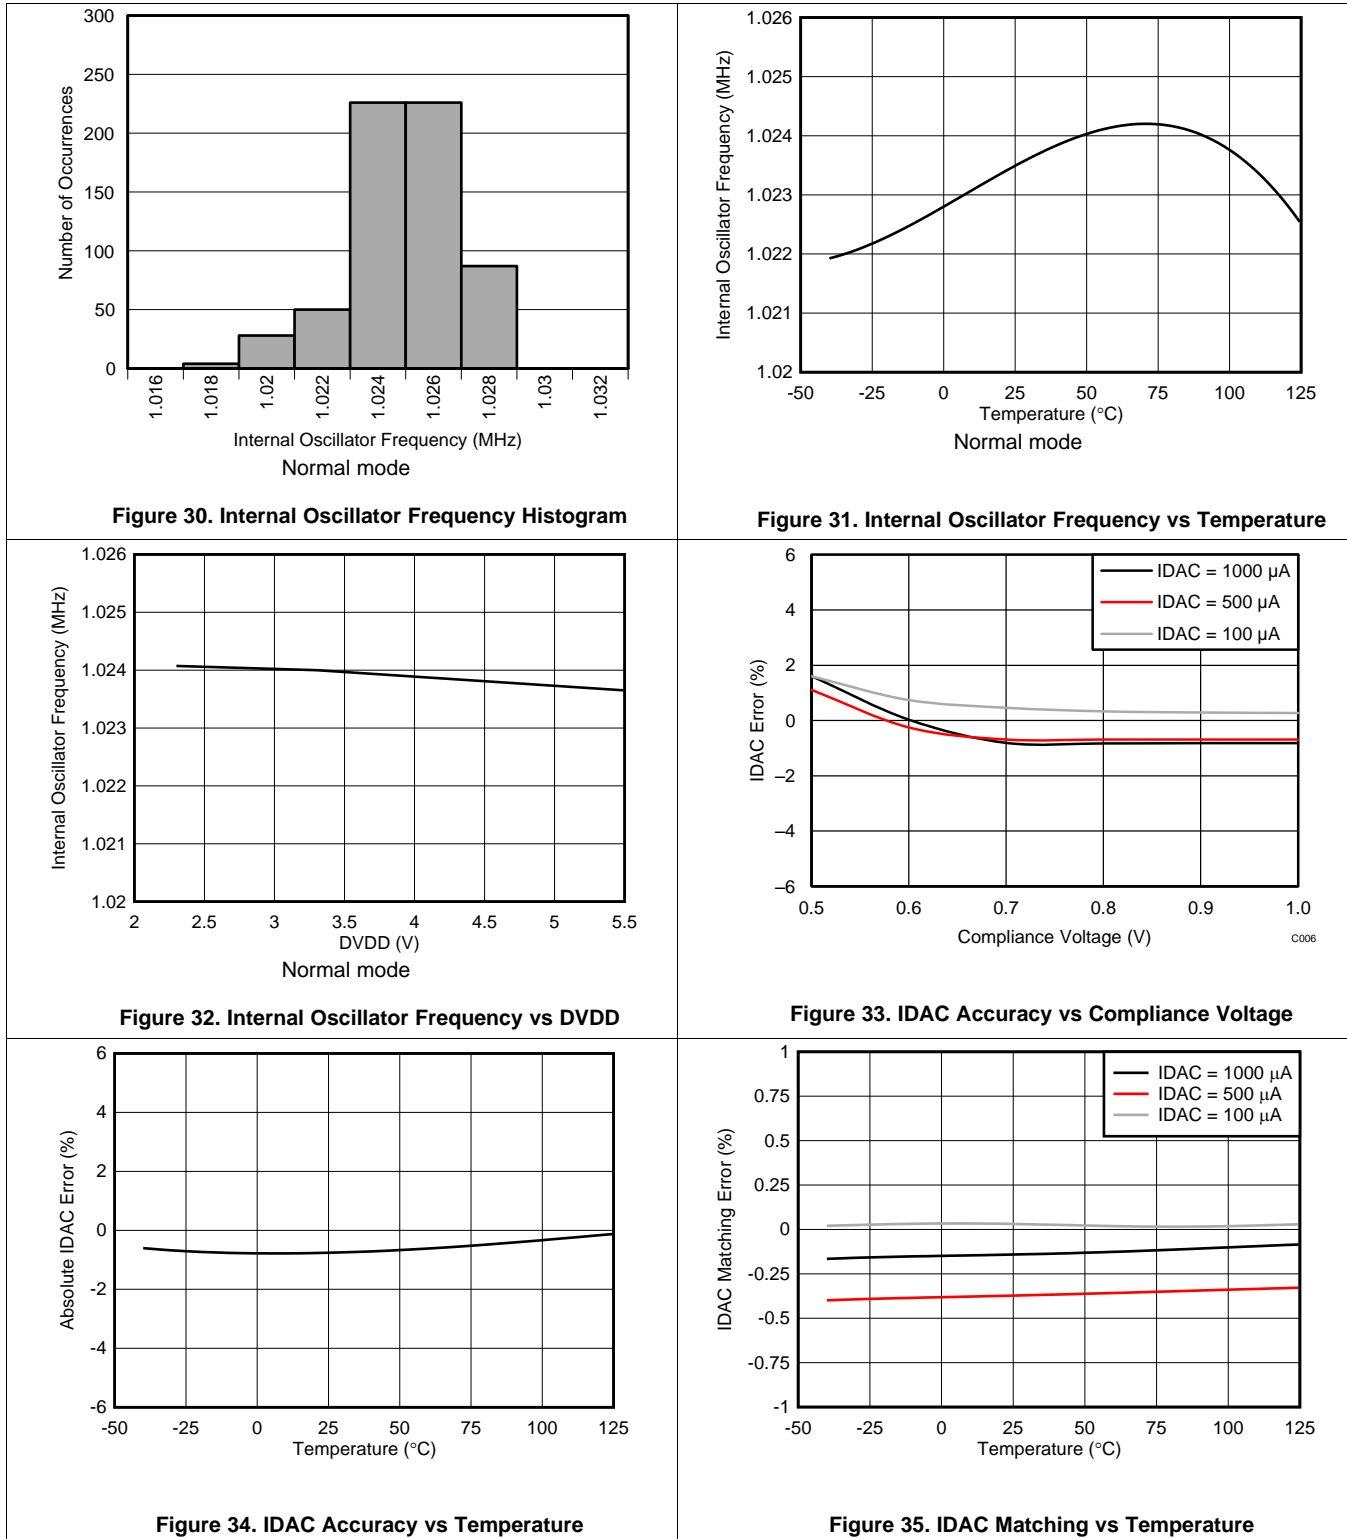 300
250
200
150
100
50
0
Number of Occurrences
1.016
1.018
1.02
1.022
1.024
1.026
1.028
1.03
1.032
Internal Oscillator Frequency (MHz)
Normal mode
Figure 30. Internal Oscillator Frequency Histogram
1.026
1.025
1.024
1.023
1.022
1.021
1.02
Internal Oscillator Frequency (MHz)
-50 -25 0 25 50 75 100 125
Temperature (°C)
Normal mode
Figure 31. Internal Oscillator Frequency vs Temperature
1.026
1.025
1.024
1.023
1.022
1.021
1.02
Internal Oscillator Frequency (MHz)
2 2.5 3 3.5 4 4.5 5 5.5
DVDD (V)
Normal mode
Figure 32. Internal Oscillator Frequency vs DVDD
6
4
2
0
–2
–4
–6
IDAC Error (%)
IDAC = 1000 µA
IDAC = 500 µA
IDAC = 100 µA
0.5 0.6 0.7 0.8 0.9 1.0
Compliance Voltage (V)
C006
Figure 33. IDAC Accuracy vs Compliance Voltage
6
4
2
0
-2
-4
-6
Absolute IDAC Error (%)
-50 -25 0 25 50 75 100 125
Temperature (°C)
Figure 34. IDAC Accuracy vs Temperature
1
0.75
0.5
0.25
0
-0.25
-0.5
-0.75
-1
IDAC Matching Error (%)
IDAC = 1000 µA
IDAC = 500 µA
IDAC = 100 µA
-50 -25 0 25 50 75 100 125
Temperature (°C)
Figure 35. IDAC Matching vs Temperature